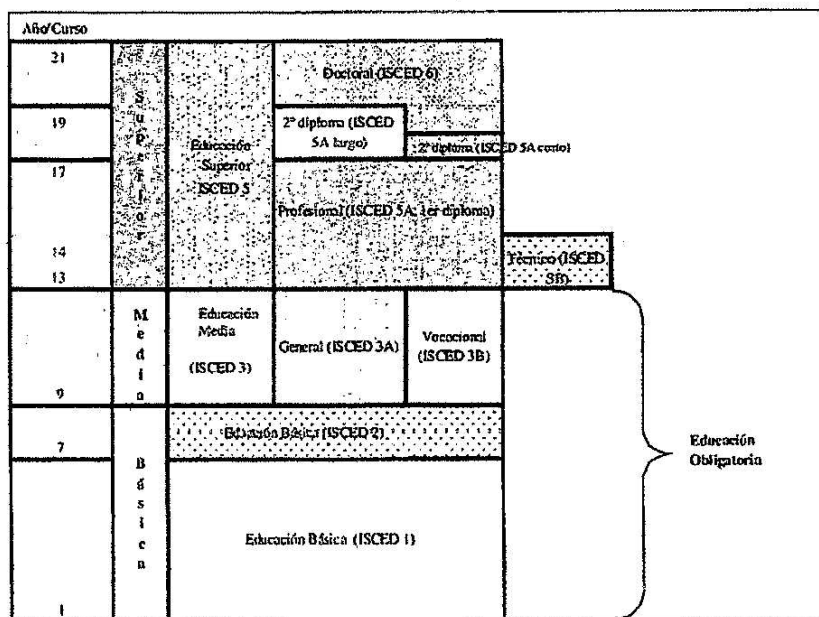 Año/Curso
21
Superior
Doctoral (ISCED 6)
19
2º diploma (ISCED
5A largo)
2º diploma (ISCED 5A corto)
Educación
Superior
ISCED 5
17
Profesional (ISCED 5A, 1er diploma)
14
13
Técnico (ISCED
Medio
Educación
Media
(ISCED 3)
General (ISCED 3A)
Vocacional
(ISCED 3B)
9
7
Educación Básica (ISCED 2)
Educación
Obligatoria
Educación Básica (ISCED 1)
1